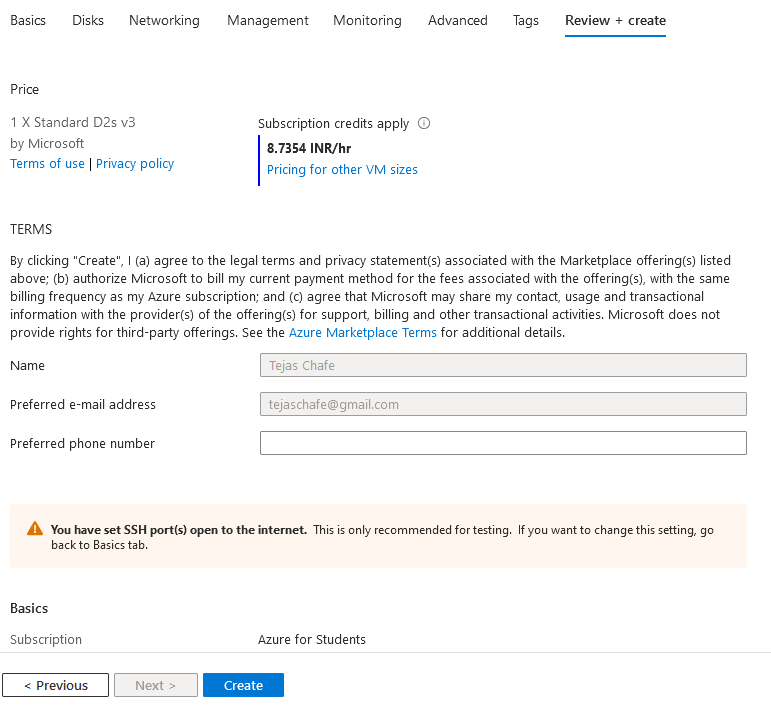 Basics Disks Networking Management Monitoring Advanced Tags Review + create
Price
1 X Standard D2s v3
by Microsoft
Terms of use | Privacy policy
Subscription credits apply
8.7354 INR/hr
Pricing for other VM sizes
TERMS
By clicking "Create", I (a) agree to the legal terms and privacy statement(s) associated with the Marketplace offering(s) listed
above; (b) authorize Microsoft to bill my current payment method for the fees associated with the offering(s), with the same
billing frequency as my Azure subscription; and (c) agree that Microsoft may share my contact, usage and transactional
information with the provider(s) of the offering(s) for support, billing and other transactional activities. Microsoft does not
provide rights for third-party offerings. See the Azure Marketplace Terms for additional details.
Name Tejas Chafe
Preferred e-mail address tejaschafe@gmail.com
Preferred phone number
You have set SSH port(s) open to the internet. This is only recommended for testing. If you want to change this setting, go
back to Basics tab.
Basics
Subscription Azure for Students
< Previous Next > Create